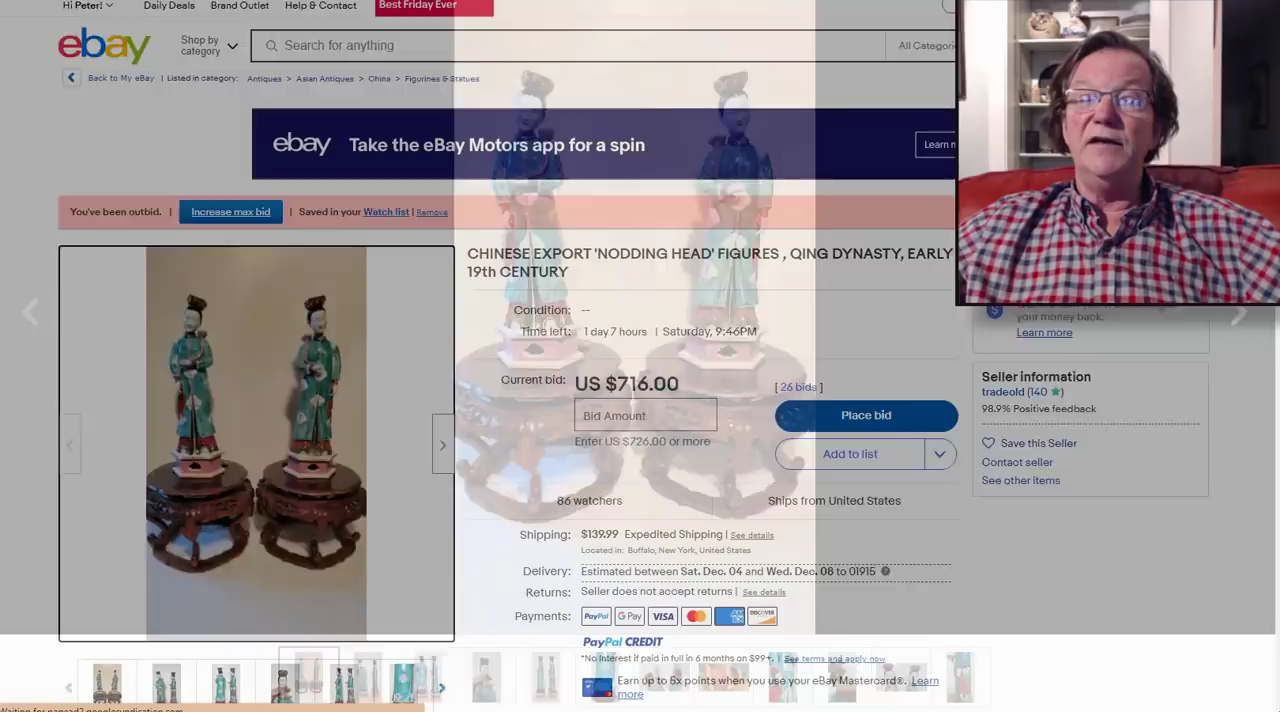 Hi Peter!
Daily Deals
Brand Outlet
Help & Contact
Best Friday Ever
ebay
Shop by category
Search for anything
All Categori
Back to My eBay | Listed in category: Antiques > Asian Antiques > China > Figurines & Statues
ebay Take the eBay Motors app for a spin
Learn m
You've been outbid. | Increase max bid | Saved in your Watch list | Remove
CHINESE EXPORT 'NODDING HEAD' FIGURES , QING DYNASTY, EARLY
19th CENTURY
Condition: --
Time left: 1 day 7 hours | Saturday, 9:46PM
Current bid: US $716.00
[ 26 bids ]
Bid Amount
Place bid
Enter US $726.00 or more
Add to list
86 watchers
Ships from United States
Shipping: $139.99 Expedited Shipping | See details
Located in: Buffalo, New York, United States
Delivery: Estimated between Sat. Dec. 04 and Wed. Dec. 08 to 01915
Returns: Seller does not accept returns | See details
Payments: PayPal G Pay VISA DISCOVER
PayPal CREDIT
*No Interest if paid in full in 6 months on $99+. | See terms and apply now
Earn up to 5x points when you use your eBay Mastercard®. Learn
more
your money back.
Learn more
Seller information
tradeold (140 )
98.9% Positive feedback
Save this Seller
Contact seller
See other items